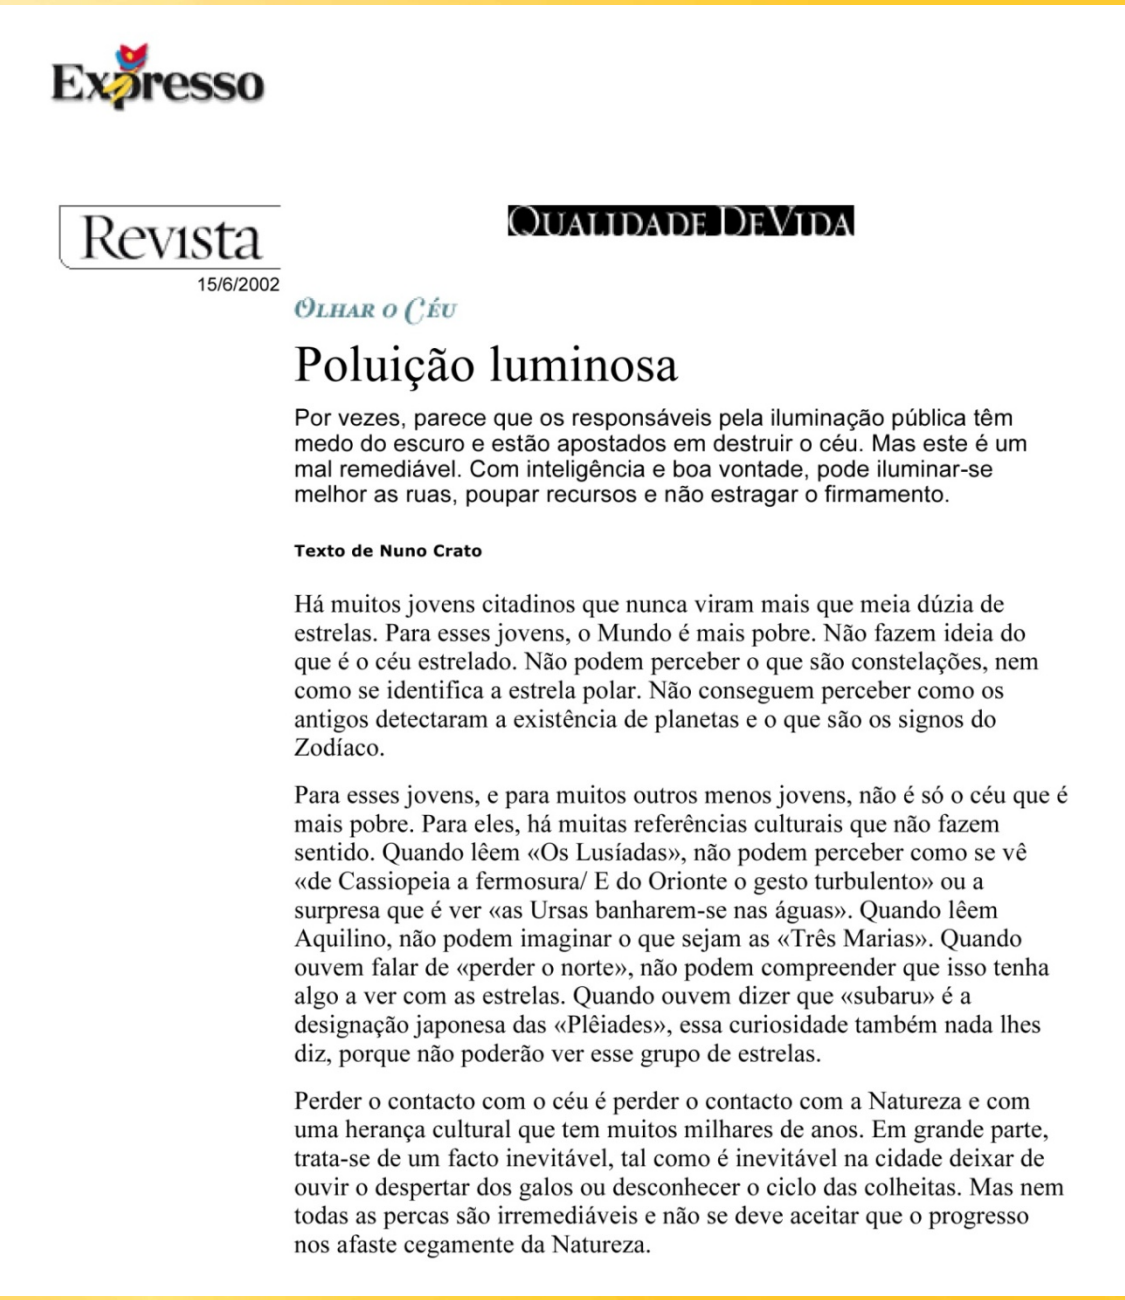 Expresso
Revista
QUALIDADE DEVIDA
15/6/2002
OLHAR O CÉU
Poluição luminosa
Por vezes, parece que os responsáveis pela iluminação pública têm
medo do escuro e estão apostados em destruir o céu. Mas este é um
mal remediável. Com inteligência e boa vontade, pode iluminar-se
melhor as ruas, poupar recursos e não estragar o firmamento.
Texto de Nuno Crato
Há muitos jovens citadinos que nunca viram mais que meia dúzia de
estrelas. Para esses jovens, o Mundo é mais pobre. Não fazem ideia do
que é o céu estrelado. Não podem perceber o que são constelações, nem
como se identifica a estrela polar. Não conseguem perceber como os
antigos detectaram a existência de planetas e o que são os signos do
Zodíaco.
Para esses jovens, e para muitos outros menos jovens, não é só o céu que é
mais pobre. Para eles, há muitas referências culturais que não fazem
sentido. Quando lêem «Os Lusíadas», não podem perceber como se vê
«de Cassiopeia a fermosura/ E do Orionte o gesto turbulento» ou a
surpresa que é ver «as Ursas banharem-se nas águas». Quando lêem
Aquilino, não podem imaginar o que sejam as «Três Marias». Quando
ouvem falar de «perder o norte», não podem compreender que isso tenha
algo a ver com as estrelas. Quando ouvem dizer que «subaru» é a
designação japonesa das «Plêiades», essa curiosidade também nada lhes
diz, porque não poderão ver esse grupo de estrelas.
Perder o contacto com o céu é perder o contacto com a Natureza e com
uma herança cultural que tem muitos milhares de anos. Em grande parte,
trata-se de um facto inevitável, tal como é inevitável na cidade deixar de
ouvir o despertar dos galos ou desconhecer o ciclo das colheitas. Mas nem
todas as percas são irremediáveis e não se deve aceitar que o progresso
nos afaste cegamente da Natureza.